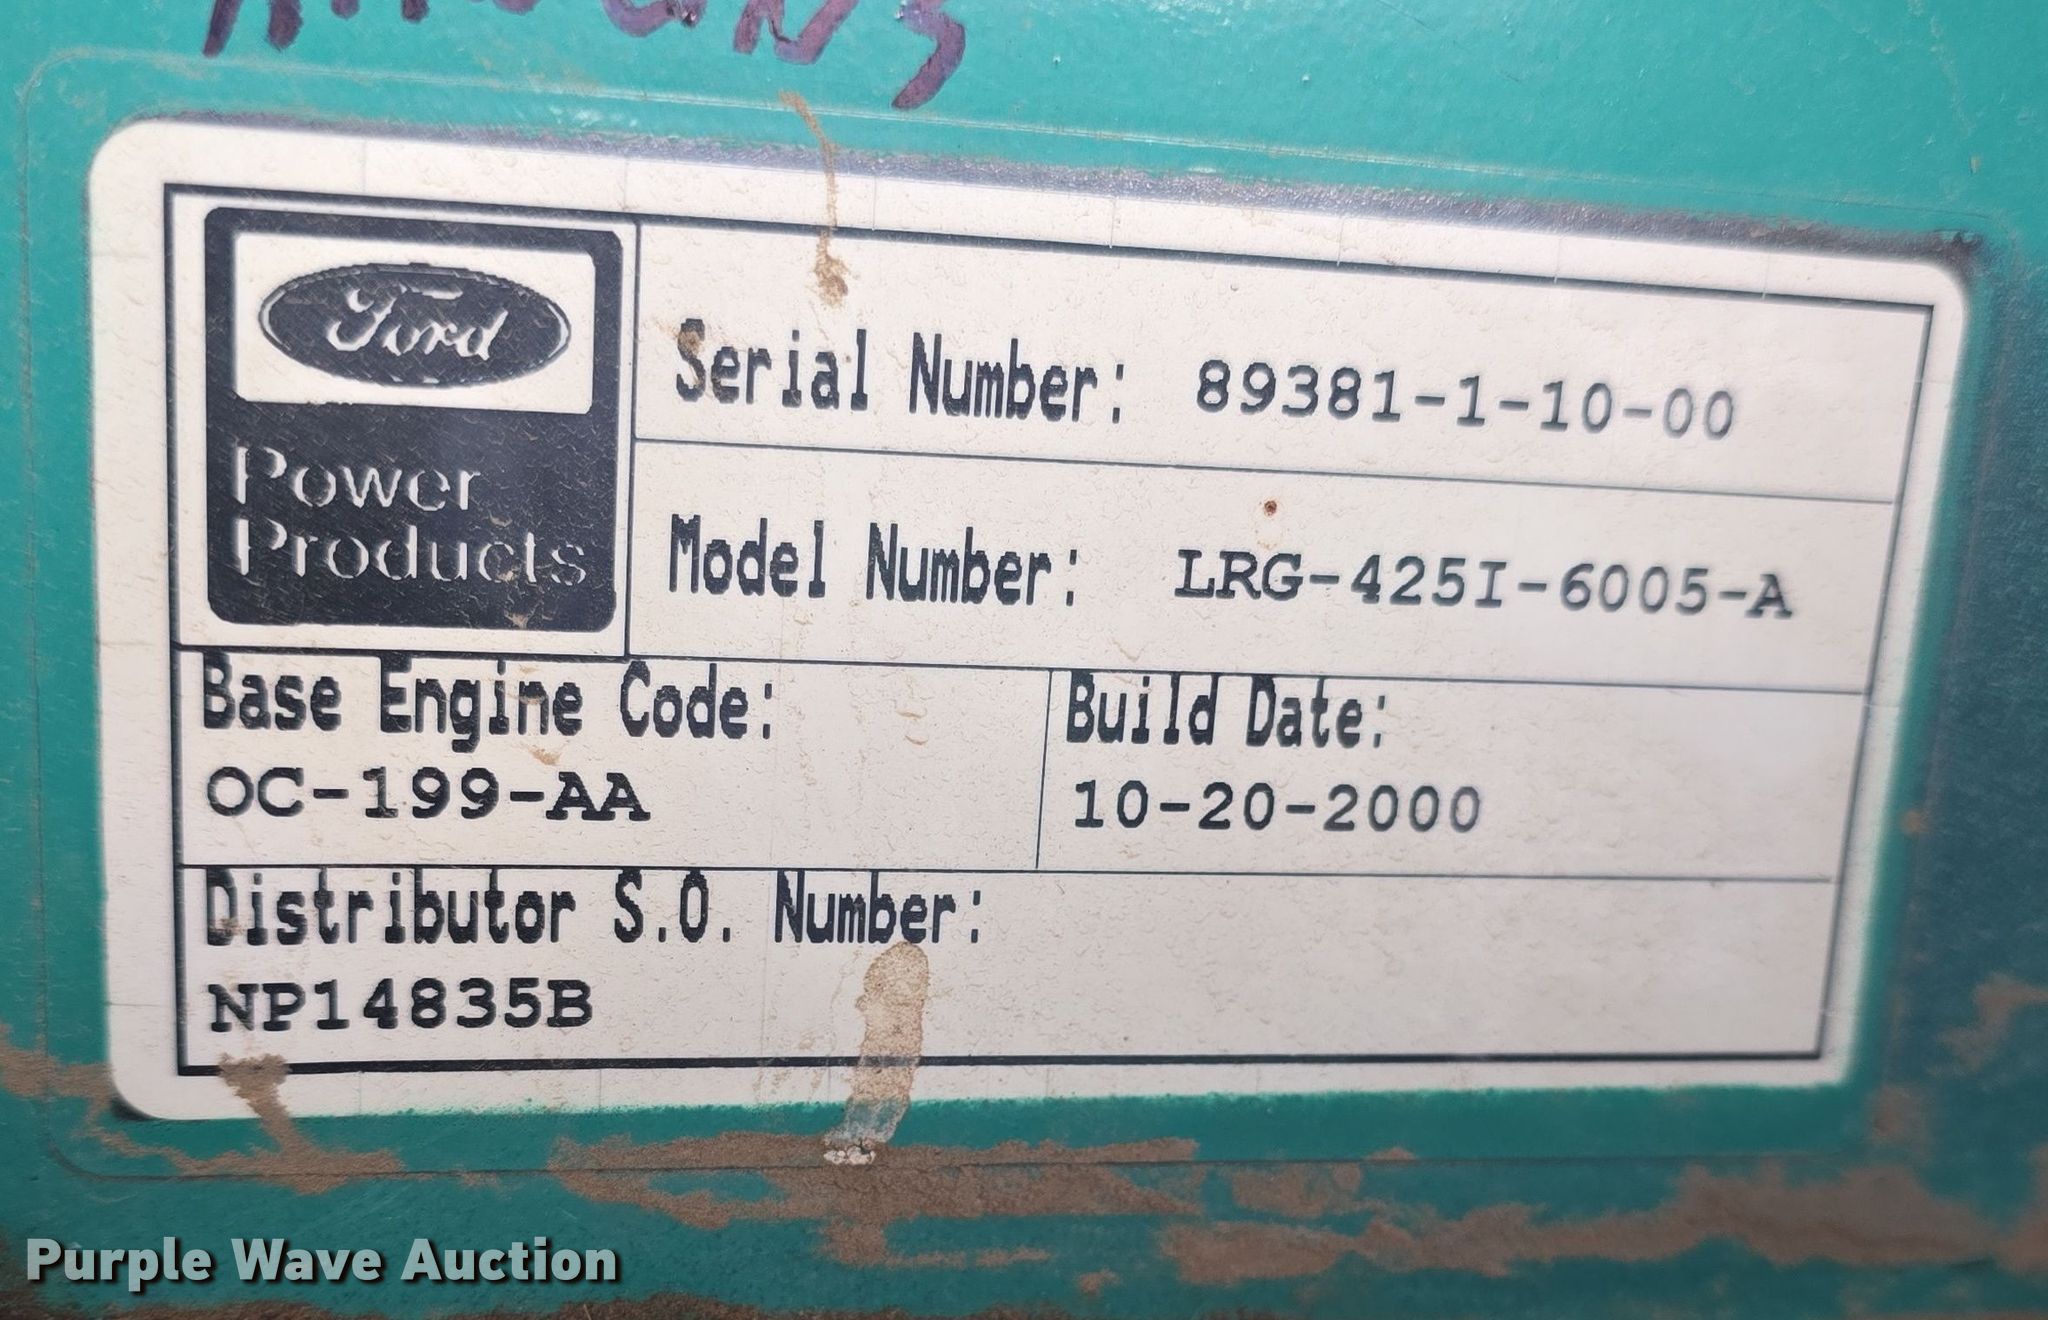 Ford
Power
Products
Serial Number: 89381-1-10-00
Model Number: LRG-425I-6005-A
Base Engine Code:
OC-199-AA
Build Date:
10-20-2000
Distributor S.O. Number:
NP14835B
Purple Wave Auction